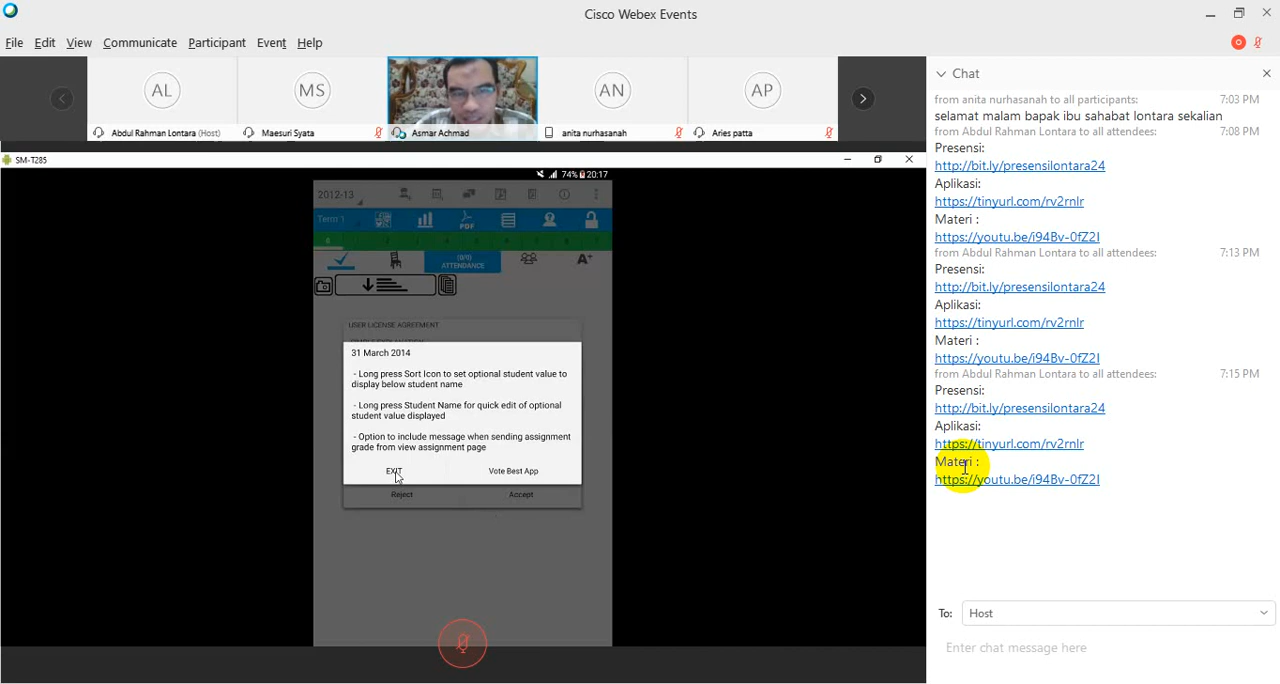 Cisco Webex Events
File Edit View Communicate Participant Event Help
AL
Abdul Rahman Lontara (Host)
MS
Maesuri Syata
Asmar Achmad
AN
anita nurhasanah
AP
Aries patta
SM-T285
74% 20:17
2012-13
Term 1
PDF
(0/0)
ATTENDANCE
A+
USER LICENSE AGREEMENT
31 March 2014
- Long press Sort Icon to set optional student value to
display below student name
- Long press Student Name for quick edit of optional
student value displayed
- Option to include message when sending assignment
grade from view assignment page
EXIT Vote Best App
Reject Accept
Chat
from anita nurhasanah to all participants: 7:03 PM
selamat malam bapak ibu sahabat lontara sekalian
from Abdul Rahman Lontara to all attendees: 7:08 PM
Presensi:
http://bit.ly/presensilontara24
Aplikasi:
https://tinyurl.com/rv2rnlr
Materi :
https://youtu.be/i94Bv-0fZ2I
from Abdul Rahman Lontara to all attendees: 7:13 PM
Presensi:
http://bit.ly/presensilontara24
Aplikasi:
https://tinyurl.com/rv2rnlr
Materi :
https://youtu.be/i94Bv-0fZ2I
from Abdul Rahman Lontara to all attendees: 7:15 PM
Presensi:
http://bit.ly/presensilontara24
Aplikasi:
https://tinyurl.com/rv2rnlr
Materi :
https://youtu.be/i94Bv-0fZ2I
To: Host
Enter chat message here